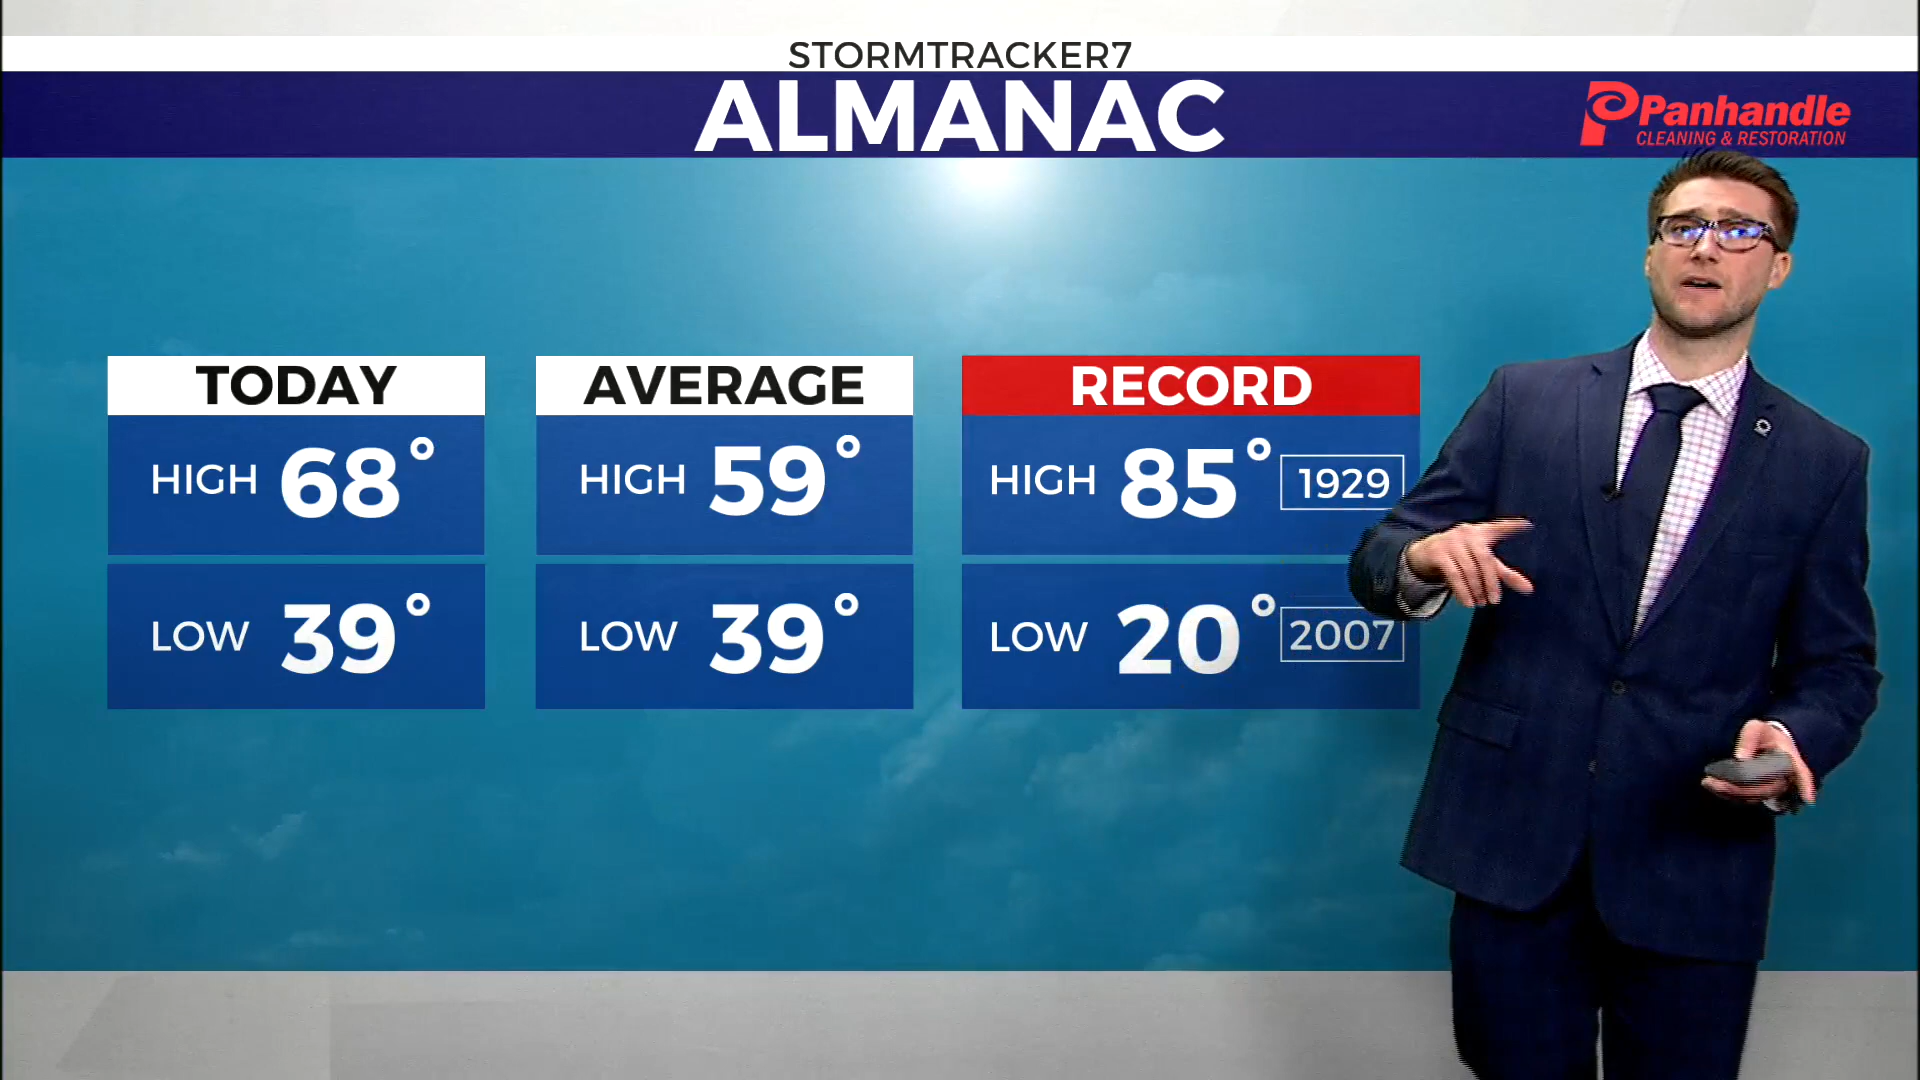 STORMTRACKER7
ALMANAC
Panhandle
CLEANING & RESTORATION
TODAY
HIGH 68°
LOW 39°
AVERAGE
HIGH 59°
LOW 39°
RECORD
HIGH 85° 1929
LOW 20° 2007